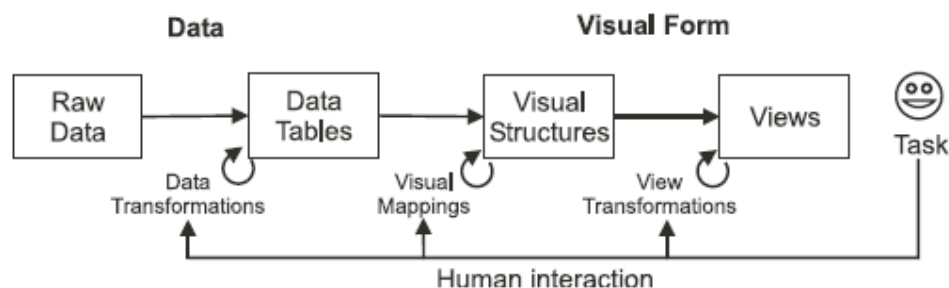 Data
Visual Form
Raw
Data
Data
Tables
Visual
Structures
Views
Task
Data
Transformations
Visual
Mappings
View
Transformations
Human interaction